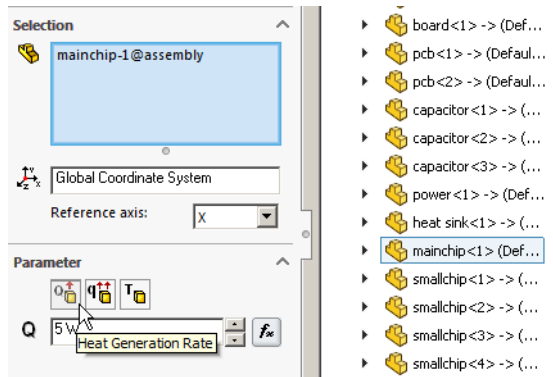 Selection
mainchip-1@assembly
Global Coordinate System
Reference axis:
X
Parameter
Q
q
T
Q
5 W
Heat Generation Rate
fx
board<1> -> (Def...
pcb<1> -> (Defaul...
pcb<2> -> (Defaul...
capacitor<1> -> (...
capacitor<2> -> (...
capacitor<3> -> (...
power<1> -> (Def...
heat sink<1> -> (...
mainchip<1> (Def...
smallchip<1> -> (...
smallchip<2> -> (...
smallchip<3> -> (...
smallchip<4> -> (...